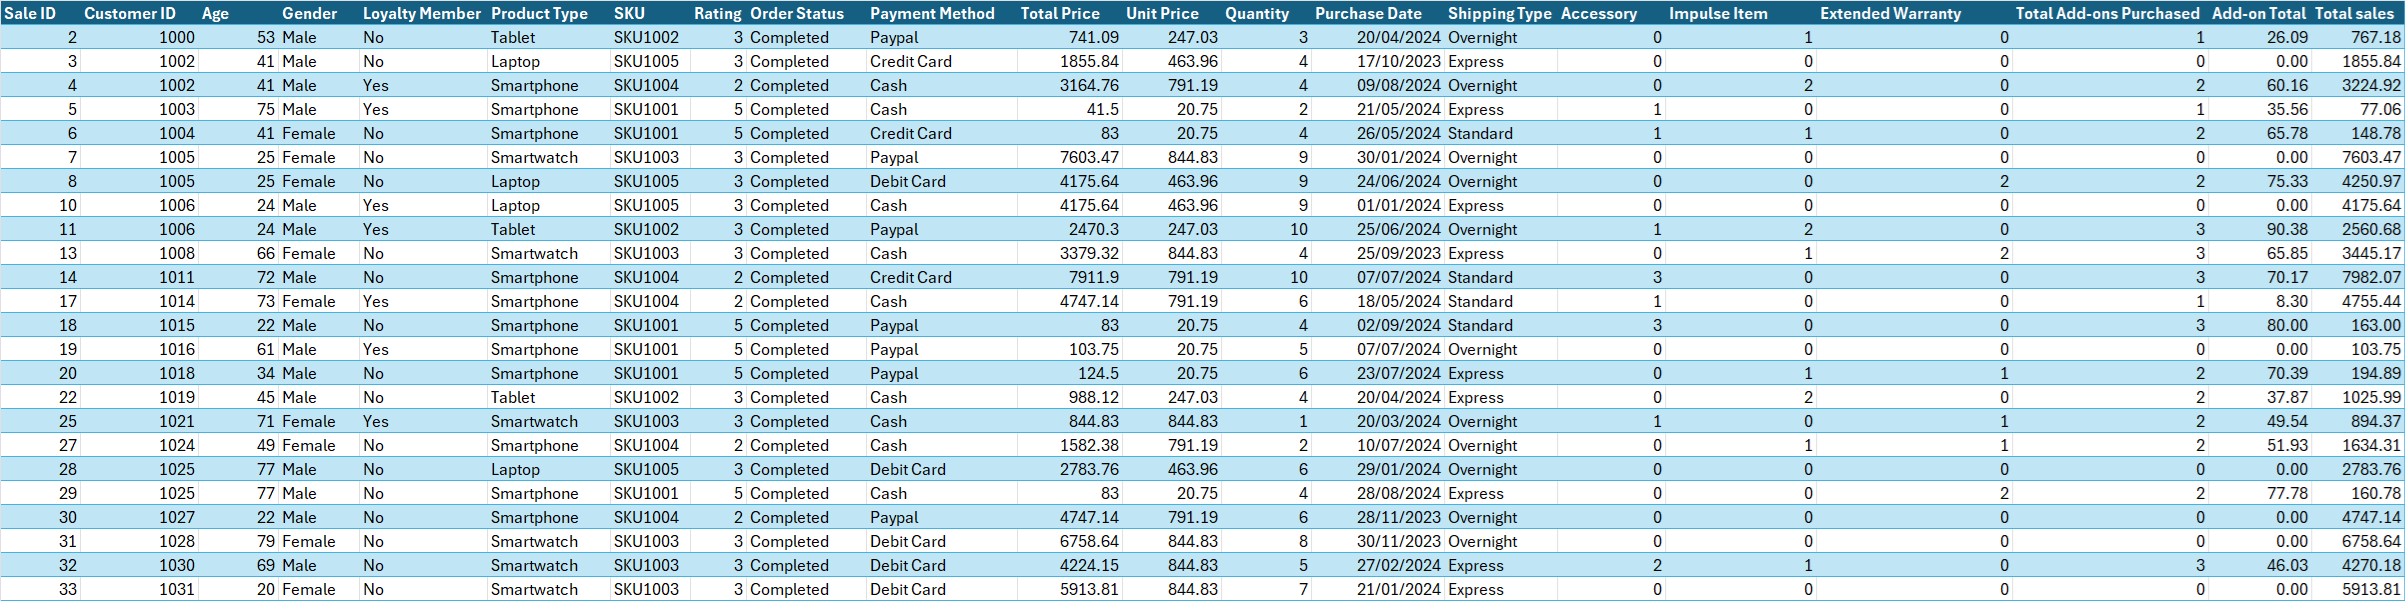 Sale ID Customer ID Age Gender Loyalty Member Product Type SKU Rating Order Status Payment Method Total Price Unit Price Quantity Purchase Date Shipping Type Accessory Impulse Item Extended Warranty Total Add-ons Purchased Add-on Total Total sales
2 1000 53 Male No Tablet SKU1002 3 Completed Paypal 741.09 247.03 3 20/04/2024 Overnight 0 1 0 1 26.09 767.18
3 1002 41 Male No Laptop SKU1005 3 Completed Credit Card 1855.84 463.96 4 17/10/2023 Express 0 0 0 0 0.00 1855.84
4 1002 41 Male Yes Smartphone SKU1004 2 Completed Cash 3164.76 791.19 4 09/08/2024 Overnight 0 2 0 2 60.16 3224.92
5 1003 75 Male Yes Smartphone SKU1001 5 Completed Cash 41.5 20.75 2 21/05/2024 Express 1 0 0 1 35.56 77.06
6 1004 41 Female No Smartphone SKU1001 5 Completed Credit Card 83 20.75 4 26/05/2024 Standard 1 1 0 2 65.78 148.78
7 1005 25 Female No Smartwatch SKU1003 3 Completed Paypal 7603.47 844.83 9 30/01/2024 Overnight 0 0 0 0 0.00 7603.47
8 1005 25 Female No Laptop SKU1005 3 Completed Debit Card 4175.64 463.96 9 24/06/2024 Overnight 0 0 2 2 75.33 4250.97
10 1006 24 Male Yes Laptop SKU1005 3 Completed Cash 4175.64 463.96 9 01/01/2024 Express 0 0 0 0 0.00 4175.64
11 1006 24 Male Yes Tablet SKU1002 3 Completed Paypal 2470.3 247.03 10 25/06/2024 Overnight 1 2 0 3 90.38 2560.68
13 1008 66 Female No Smartwatch SKU1003 3 Completed Cash 3379.32 844.83 4 25/09/2023 Express 0 1 2 3 65.85 3445.17
14 1011 72 Male No Smartphone SKU1004 2 Completed Credit Card 7911.9 791.19 10 07/07/2024 Standard 3 0 0 3 70.17 7982.07
17 1014 73 Female Yes Smartphone SKU1004 2 Completed Cash 4747.14 791.19 6 18/05/2024 Standard 1 0 0 1 8.30 4755.44
18 1015 22 Male No Smartphone SKU1001 5 Completed Paypal 83 20.75 4 02/09/2024 Standard 3 0 0 3 80.00 163.00
19 1016 61 Male Yes Smartphone SKU1001 5 Completed Paypal 103.75 20.75 5 07/07/2024 Overnight 0 0 0 0 0.00 103.75
20 1018 34 Male No Smartphone SKU1001 5 Completed Paypal 124.5 20.75 6 23/07/2024 Express 0 1 1 2 70.39 194.89
22 1019 45 Male No Tablet SKU1002 3 Completed Cash 988.12 247.03 4 20/04/2024 Express 0 2 0 2 37.87 1025.99
25 1021 71 Female Yes Smartwatch SKU1003 3 Completed Cash 844.83 844.83 1 20/03/2024 Overnight 1 0 1 2 49.54 894.37
27 1024 49 Female No Smartphone SKU1004 2 Completed Cash 1582.38 791.19 2 10/07/2024 Overnight 0 1 1 2 51.93 1634.31
28 1025 77 Male No Laptop SKU1005 3 Completed Debit Card 2783.76 463.96 6 29/01/2024 Overnight 0 0 0 0 0.00 2783.76
29 1025 77 Male No Smartphone SKU1001 5 Completed Cash 83 20.75 4 28/08/2024 Express 0 0 2 2 77.78 160.78
30 1027 22 Male No Smartphone SKU1004 2 Completed Paypal 4747.14 791.19 6 28/11/2023 Overnight 0 0 0 0 0.00 4747.14
31 1028 79 Female No Smartwatch SKU1003 3 Completed Debit Card 6758.64 844.83 8 30/11/2023 Overnight 0 0 0 0 0.00 6758.64
32 1030 69 Male No Smartwatch SKU1003 3 Completed Debit Card 4224.15 844.83 5 27/02/2024 Express 2 1 0 3 46.03 4270.18
33 1031 20 Female No Smartwatch SKU1003 3 Completed Debit Card 5913.81 844.83 7 21/01/2024 Express 0 0 0 0 0.00 5913.81